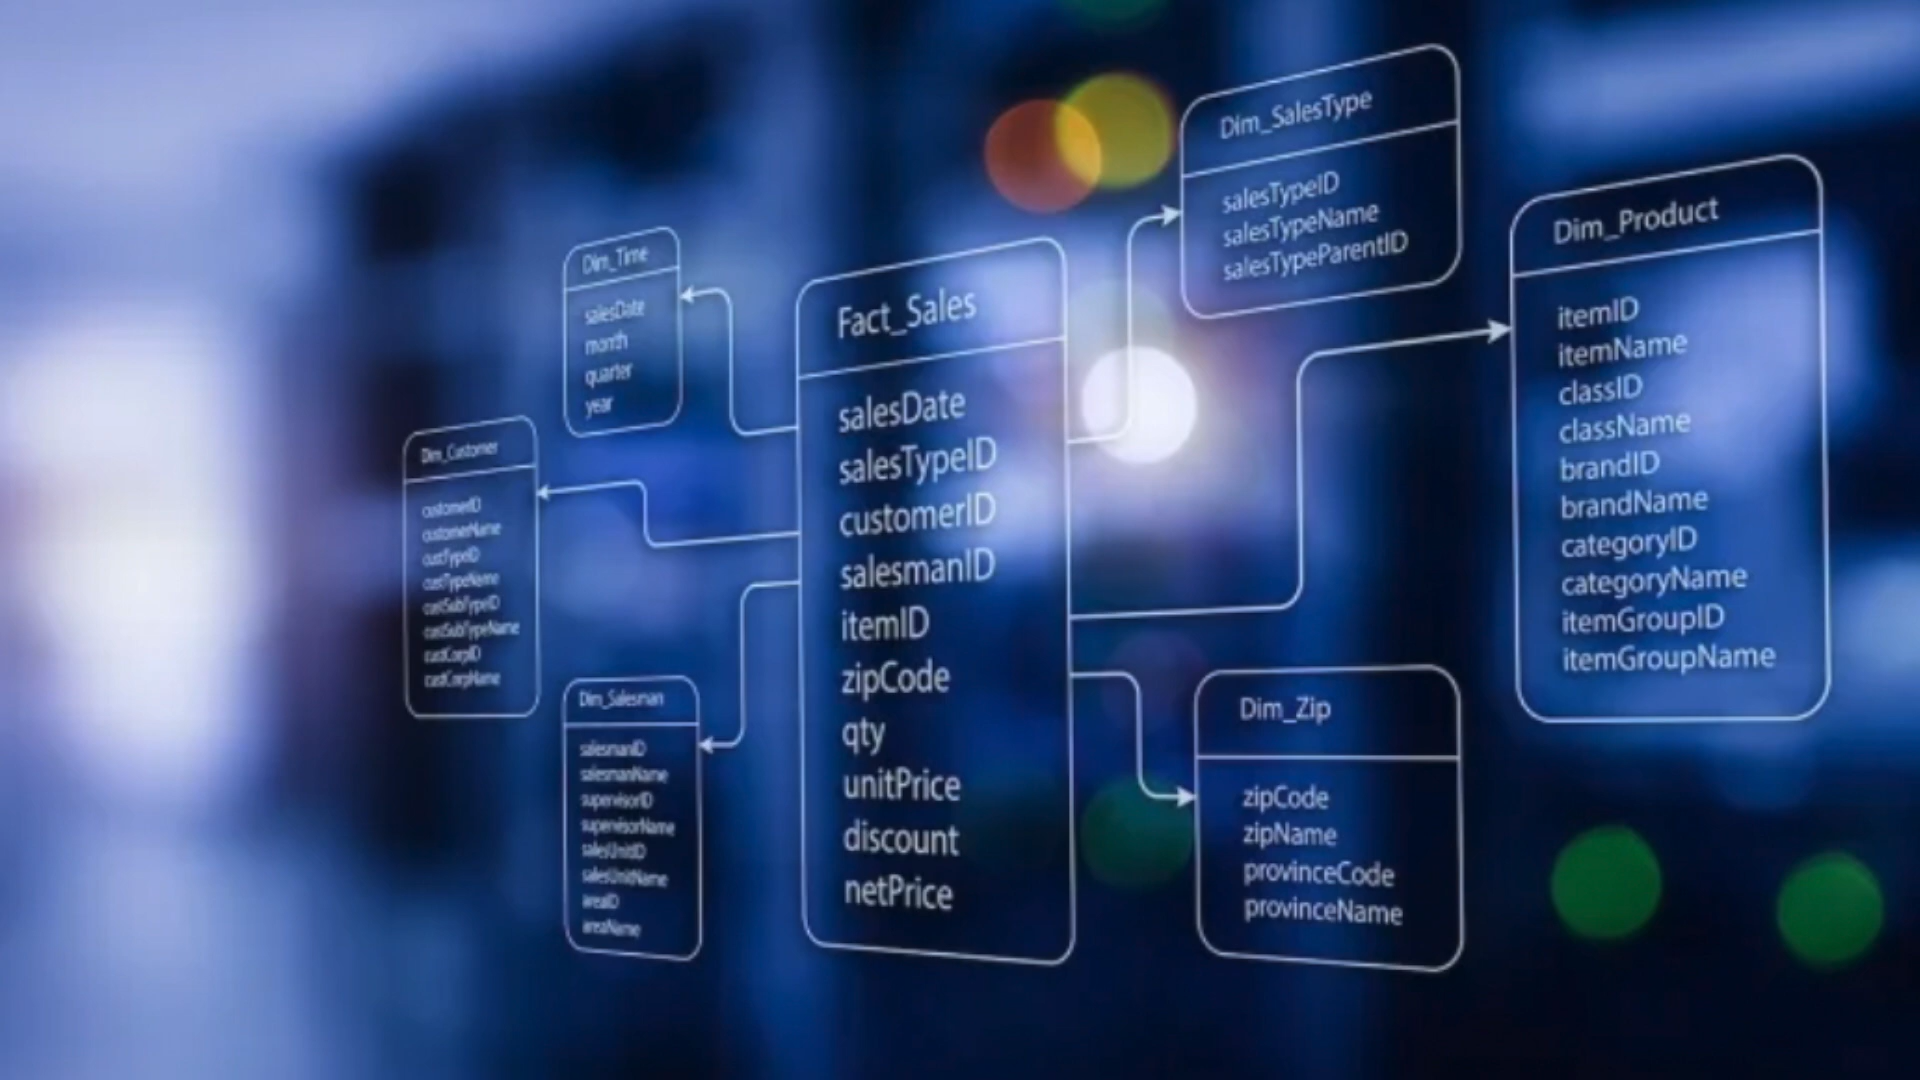 Dim_Time
salesDate
month
quarter
year
Dim_Customer
customerID
customerName
custTypeID
custTypeName
custSubTypeID
custSubTypeName
custCorpID
custCorpName
Dim_Salesman
salesmanID
salesmanName
supervisorID
supervisorName
salesUnitID
salesUnitName
areaID
areaName
Fact_Sales
salesDate
salesTypeID
customerID
salesmanID
itemID
zipCode
qty
unitPrice
discount
netPrice
Dim_SalesType
salesTypeID
salesTypeName
salesTypeParentID
Dim_Product
itemID
itemName
classID
className
brandID
brandName
categoryID
categoryName
itemGroupID
itemGroupName
Dim_Zip
zipCode
zipName
provinceCode
provinceName